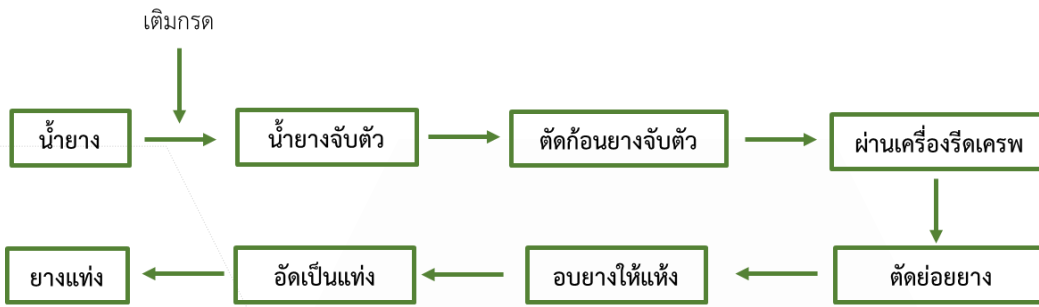 เติมกรด
น้ำยาง
น้ำยางจับตัว
ตัดก้อนยางจับตัว
ผ่านเครื่องรีดเครพ
ตัดย่อยยาง
อบยางให้แห้ง
อัดเป็นแท่ง
ยางแท่ง